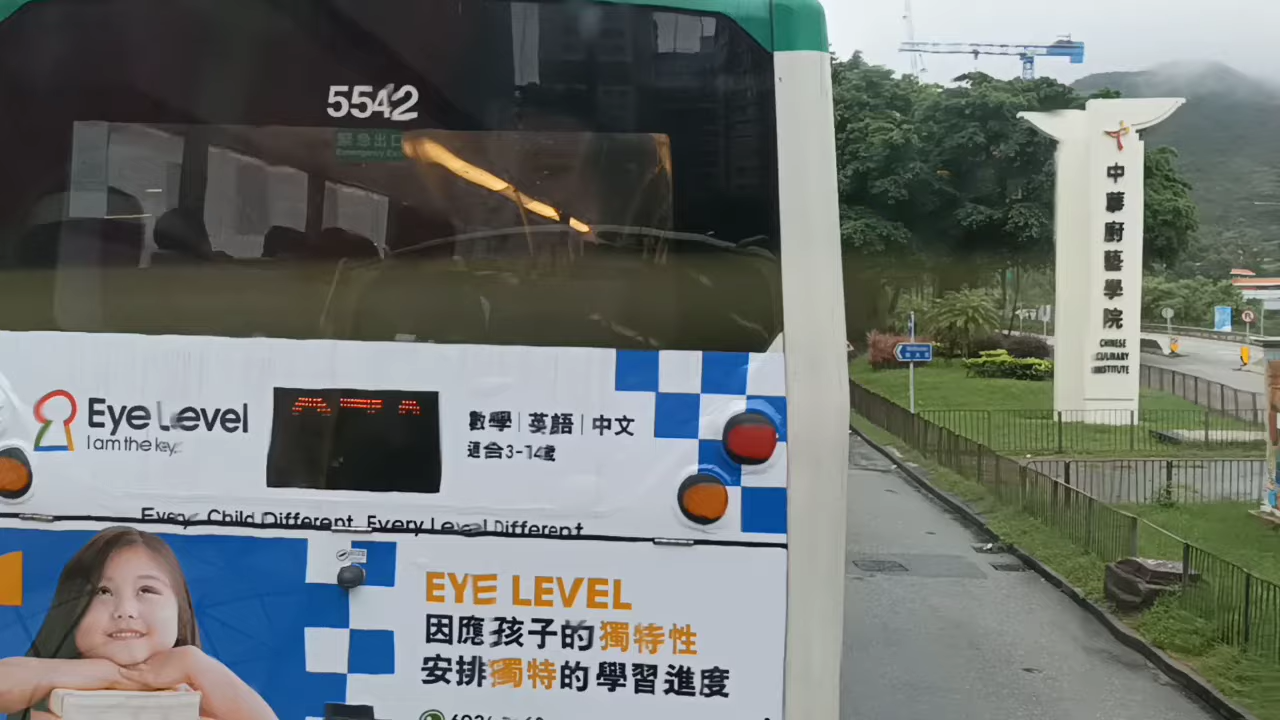 5542
緊急出口
Emergency Exit
Eye Level
I am the key.
數學 | 英語 | 中文
適合3-14歲
Every Child Different, Every Level Different
EYE LEVEL
因應孩子的獨特性
安排獨特的學習進度
中華廚藝學院
CHINESE
CULINARY
INSTITUTE